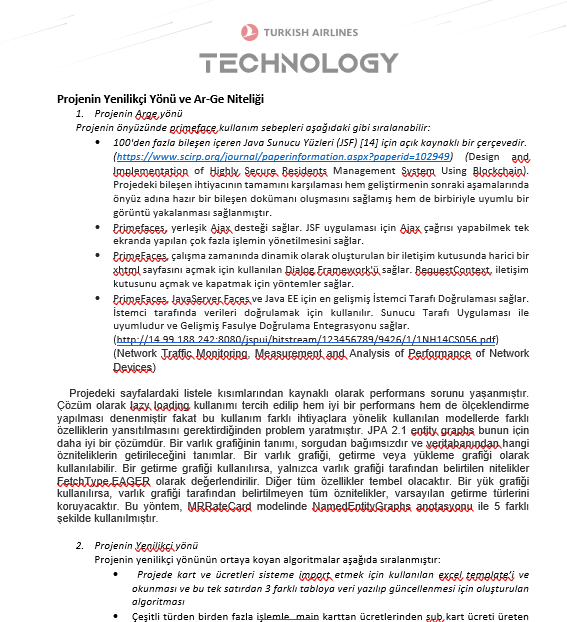 TURKISH AIRLINES
TECHNOLOGY
Projenin Yenilikçi Yönü ve Ar-Ge Niteliği
1. Projenin Arge yönü
Projenin önyüzünde primeface kullanım sebepleri aşağıdaki gibi sıralanabilir:
• 100'den fazla bileşen içeren Java Sunucu Yüzleri (JSF) [14] için açık kaynaklı bir çerçevedir.
(https://www.scirp.org/journal/paperinformation.aspx?paperid=102949) (Design and
Implementation of Highly Secure Residents Management System Using Blockchain).
Projedeki bileşen ihtiyacının tamamını karşılaması hem geliştirmenin sonraki aşamalarında
önyüz adına hazır bir bileşen dokümanı oluşmasını sağlamış hem de birbiriyle uyumlu bir
görüntü yakalanması sağlanmıştır.
• Primefaces, yerleşik Ajax desteği sağlar. JSF uygulaması için Ajax çağrısı yapabilmek tek
ekranda yapılan çok fazla işlemin yönetilmesini sağlar.
• PrimeFaces, çalışma zamanında dinamik olarak oluşturulan bir iletişim kutusunda harici bir
xhtml sayfasını açmak için kullanılan Dialog Framework'ü sağlar. RequestContext, iletişim
kutusunu açmak ve kapatmak için yöntemler sağlar.
• PrimeFaces, JavaServer Faces ve Java EE için en gelişmiş İstemci Tarafı Doğrulaması sağlar.
İstemci tarafında verileri doğrulamak için kullanılır. Sunucu Tarafı Uygulaması ile
uyumludur ve Gelişmiş Fasulye Doğrulama Entegrasyonu sağlar.
(http://14.99.188.242:8080/jspui/bitstream/123456789/9426/1/1NH14CS056.pdf)
(Network Traffic Monitoring, Measurement and Analysis of Performance of Network
Devices)
Projedeki sayfalardaki listele kısımlarından kaynaklı olarak performans sorunu yaşanmıştır.
Çözüm olarak lazy loading kullanımı tercih edilip hem iyi bir performans hem de ölçeklendirme
yapılması denenmiştir fakat bu kullanım farklı ihtiyaçlara yönelik kullanılan modellerde farklı
özelliklerin yansıtılmasını gerektirdiğinden problem yaratmıştır. JPA 2.1 entity graphs bunun için
daha iyi bir çözümdür. Bir varlık grafiğinin tanımı, sorgudan bağımsızdır ve veritabanından hangi
özniteliklerin getirileceğini tanımlar. Bir varlık grafiği, getirme veya yükleme grafiği olarak
kullanılabilir. Bir getirme grafiği kullanılırsa, yalnızca varlık grafiği tarafından belirtilen nitelikler
FetchType.EAGER olarak değerlendirilir. Diğer tüm özellikler tembel olacaktır. Bir yük grafiği
kullanılırsa, varlık grafiği tarafından belirtilmeyen tüm öznitelikler, varsayılan getirme türlerini
koruyacaktır. Bu yöntem, MRRateCard modelinde NamedEntityGraphs anotasyonu ile 5 farklı
şekilde kullanılmıştır.
2. Projenin Yenilikçi yönü
Projenin yenilikçi yönünün ortaya koyan algoritmalar aşağıda sıralanmıştır:
• Projede kart ve ücretleri sisteme import etmek için kullanılan excel template'i ve
okunması ve bu tek satırdan 3 farklı tabloya veri yazılıp güncellenmesi için oluşturulan
algoritması
• Çeşitli türden birden fazla işlemle main karttan ücretlerinden sub kart ücreti üreten